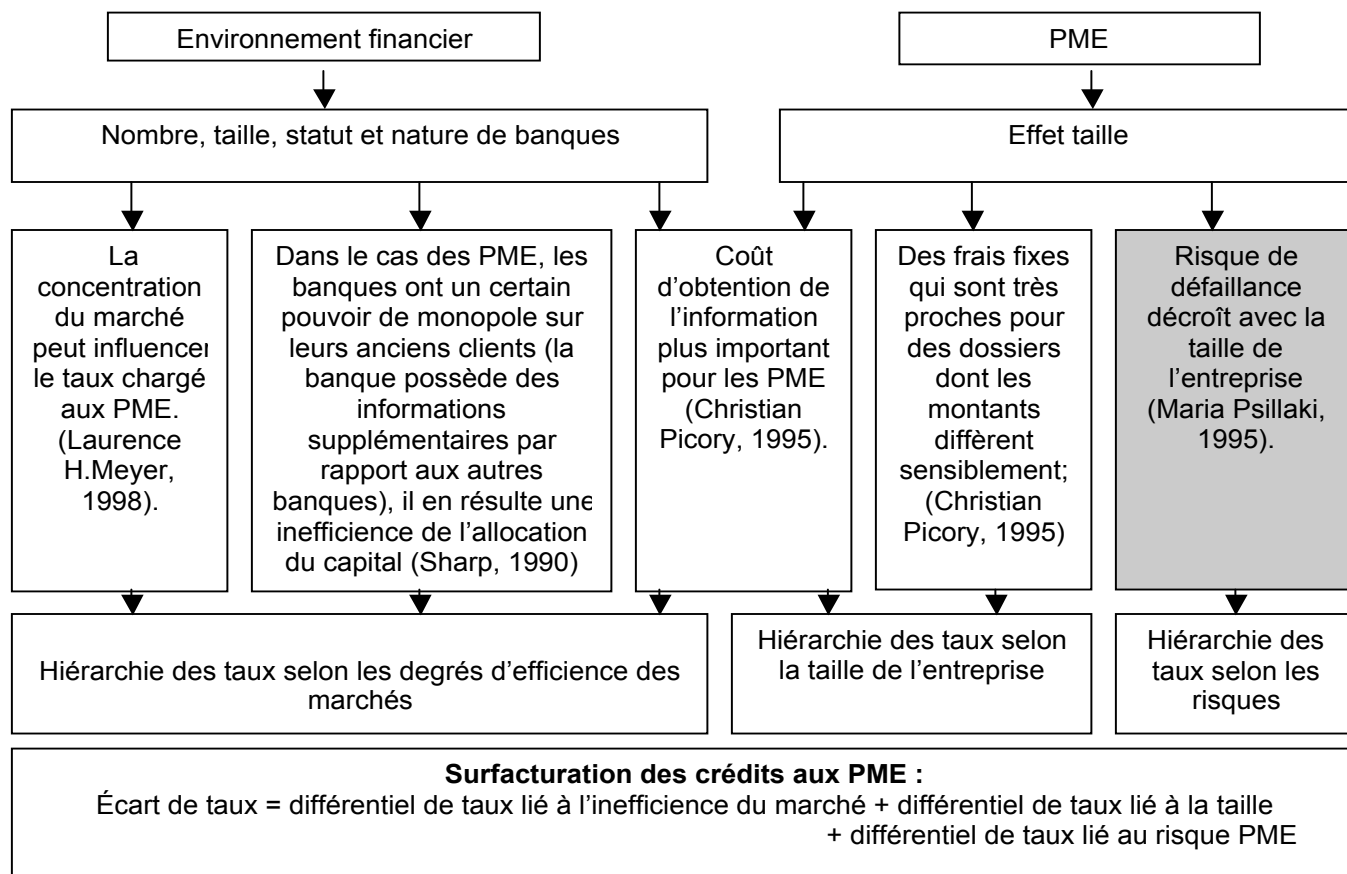 Environnement financier
PME
Nombre, taille, statut et nature de banques
Effet taille
La
concentration
du marché
peut influencer
le taux chargé
aux PME.
(Laurence
H.Meyer,
1998).
Dans le cas des PME, les
banques ont un certain
pouvoir de monopole sur
leurs anciens clients (la
banque possède des
informations
supplémentaires par
rapport aux autres
banques), il en résulte une
inefficience de l’allocation
du capital (Sharp, 1990)
Coût
d’obtention de
l’information
plus important
pour les PME
(Christian
Picory, 1995).
Des frais fixes
qui sont très
proches pour
des dossiers
dont les
montants
diffèrent
sensiblement;
(Christian
Picory, 1995)
Risque de
défaillance
décroît avec la
taille de
l’entreprise
(Maria Psillaki,
1995).
Hiérarchie des taux selon les degrés d’efficience des
marchés
Hiérarchie des taux selon
la taille de l’entreprise
Hiérarchie des
taux selon les
risques
Surfacturation des crédits aux PME :
Écart de taux = différentiel de taux lié à l’inefficience du marché + différentiel de taux lié à la taille
+ différentiel de taux lié au risque PME